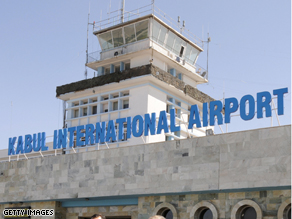 KABUL INTERNATIONAL AIRPORT
GETTY IMAGES